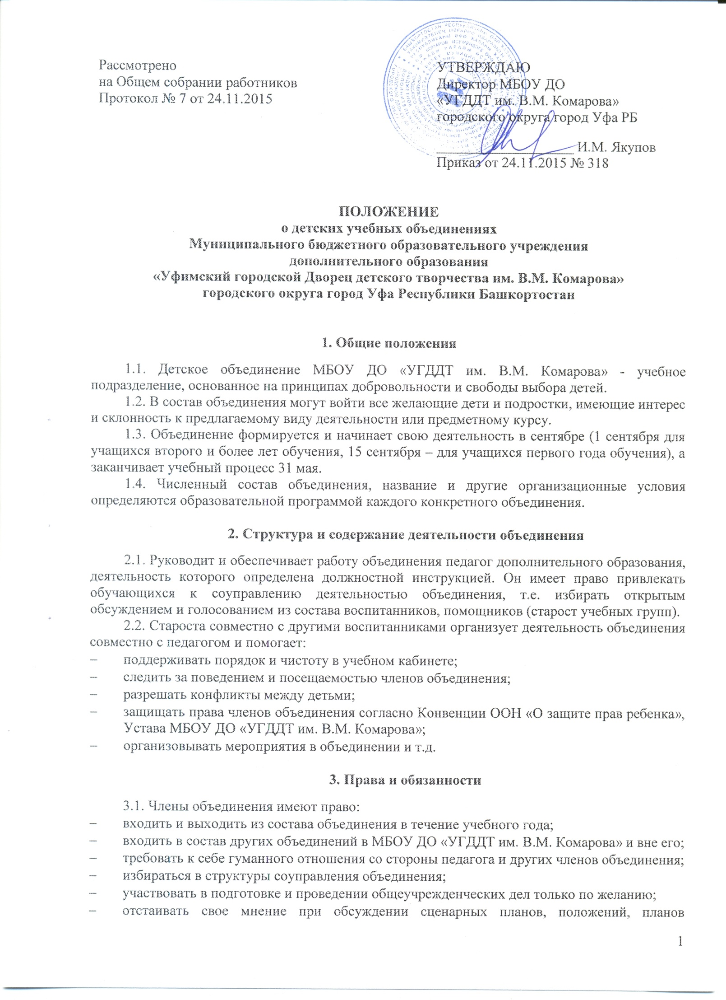 Рассмотрено
на Общем собрании работников
Протокол № 7 от 24.11.2015
УТВЕРЖДАЮ
Директор МБОУ ДО
«УГДДТ им. В.М. Комарова»
городского округа город Уфа РБ
И.М. Якупов
Приказ от 24.11.2015 № 318
ПОЛОЖЕНИЕ
о детских учебных объединениях
Муниципального бюджетного образовательного учреждения
дополнительного образования
«Уфимский городской Дворец детского творчества им. В.М. Комарова»
городского округа город Уфа Республики Башкортостан
1. Общие положения
1.1. Детское объединение МБОУ ДО «УГДДТ им. В.М. Комарова» - учебное
подразделение, основанное на принципах добровольности и свободы выбора детей.
1.2. В состав объединения могут войти все желающие дети и подростки, имеющие интерес
и склонность к предлагаемому виду деятельности или предметному курсу.
1.3. Объединение формируется и начинает свою деятельность в сентябре (1 сентября для
учащихся второго и более лет обучения, 15 сентября – для учащихся первого года обучения), а
заканчивает учебный процесс 31 мая.
1.4. Численный состав объединения, название и другие организационные условия
определяются образовательной программой каждого конкретного объединения.
2. Структура и содержание деятельности объединения
2.1. Руководит и обеспечивает работу объединения педагог дополнительного образования,
деятельность которого определена должностной инструкцией. Он имеет право привлекать
обучающихся к соуправлению деятельностью объединения, т.е. избирать открытым
обсуждением и голосованием из состава воспитанников, помощников (старост учебных групп).
2.2. Староста совместно с другими воспитанниками организует деятельность объединения
совместно с педагогом и помогает:
– поддерживать порядок и чистоту в учебном кабинете;
– следить за поведением и посещаемостью членов объединения;
– разрешать конфликты между детьми;
– защищать права членов объединения согласно Конвенции ООН «О защите прав ребенка»,
Устава МБОУ ДО «УГДДТ им. В.М. Комарова»;
– организовывать мероприятия в объединении и т.д.
3. Права и обязанности
3.1. Члены объединения имеют право:
– входить и выходить из состава объединения в течение учебного года;
– входить в состав других объединений в МБОУ ДО «УГДДТ им. В.М. Комарова» и вне его;
– требовать к себе гуманного отношения со стороны педагога и других членов объединения;
– избираться в структуры соуправления объединения;
– участвовать в подготовке и проведении общеучрежденческих дел только по желанию;
– отстаивать свое мнение при обсуждении сценарных планов, положений, планов
1